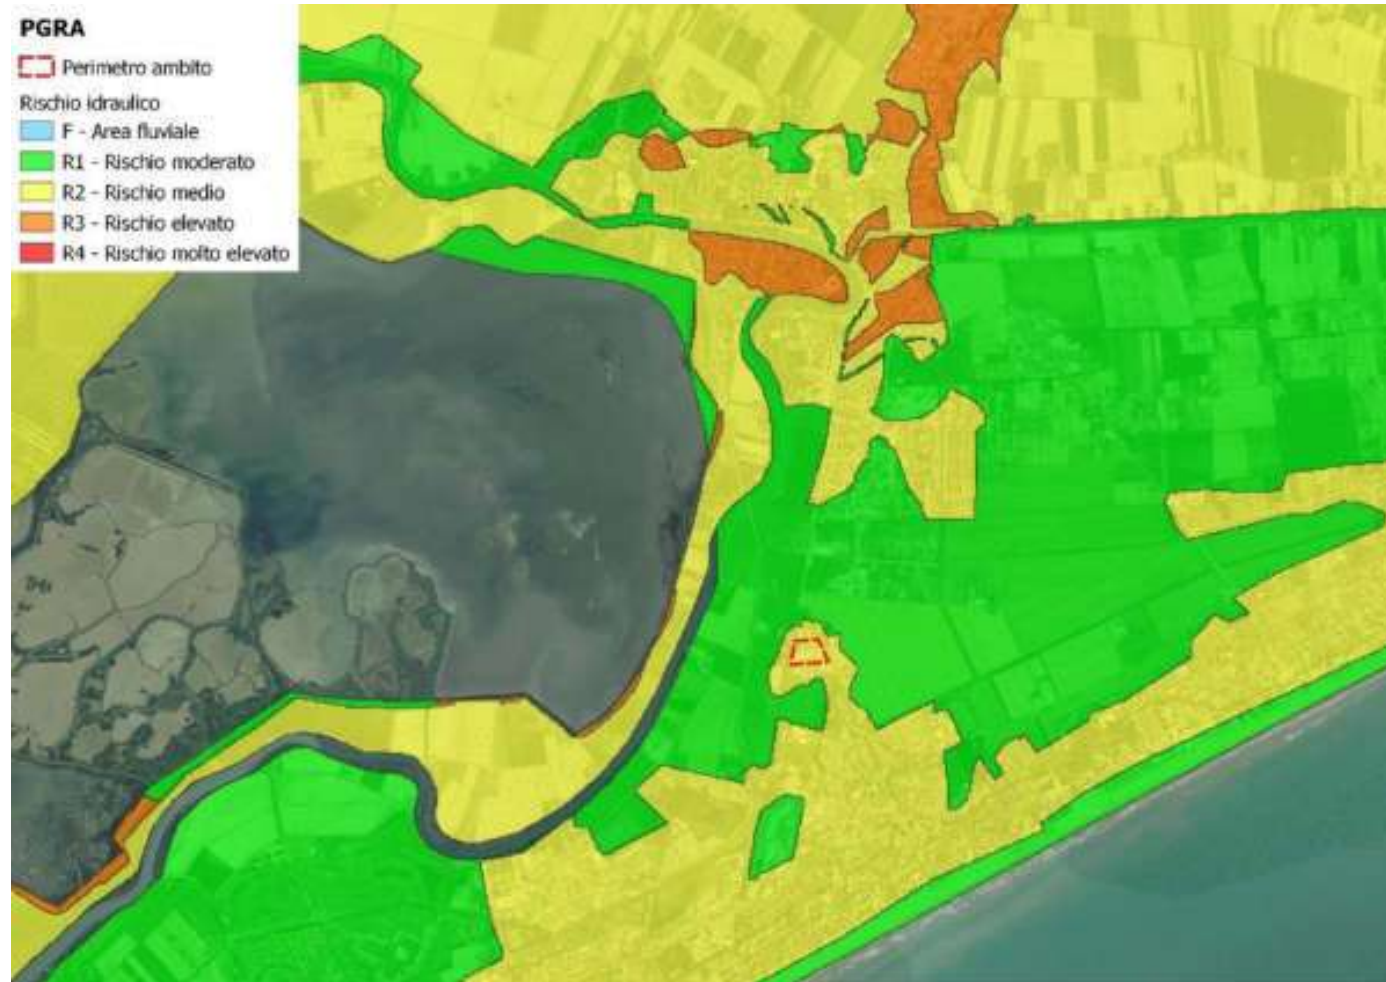 PGRA
Perimetro ambito
Rischio idraulico
F - Area fluviale
R1 - Rischio moderato
R2 - Rischio medio
R3 - Rischio elevato
R4 - Rischio molto elevato